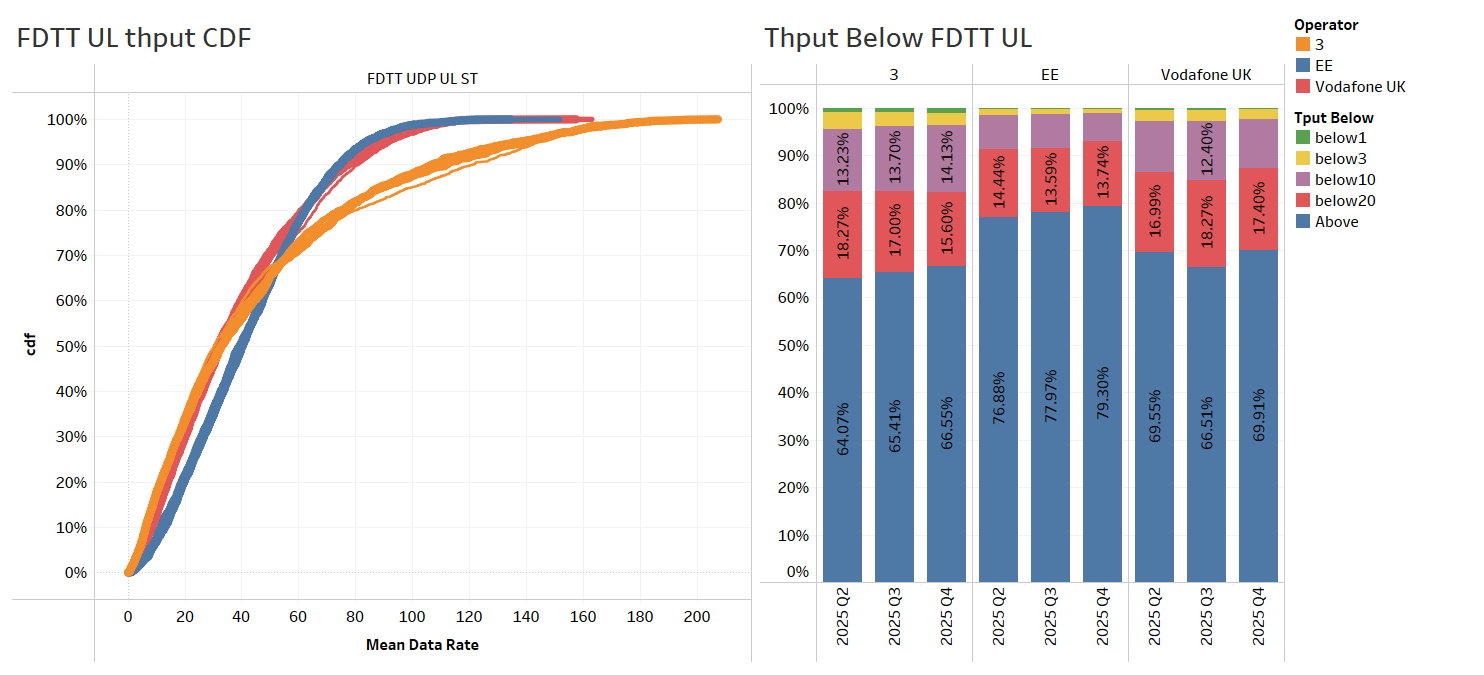 FDTT UL thput CDF
FDTT UDP UL ST
100%
90%
80%
70%
60%
50%
40%
30%
20%
10%
0%
cdf
0 20 40 60 80 100 120 140 160 180 200
Mean Data Rate
Thput Below FDTT UL
3 EE Vodafone UK
100%
90%
80%
70%
60%
50%
40%
30%
20%
10%
0%
13.23% 13.70% 14.13% 12.40%
18.27% 17.00% 15.60% 14.44% 13.59% 13.74% 16.99% 18.27% 17.40%
64.07% 65.41% 66.55% 76.88% 77.97% 79.30% 69.55% 66.51% 69.91%
2025 Q2 2025 Q3 2025 Q4 2025 Q2 2025 Q3 2025 Q4 2025 Q2 2025 Q3 2025 Q4
Operator
3
EE
Vodafone UK
Tput Below
below1
below3
below10
below20
Above